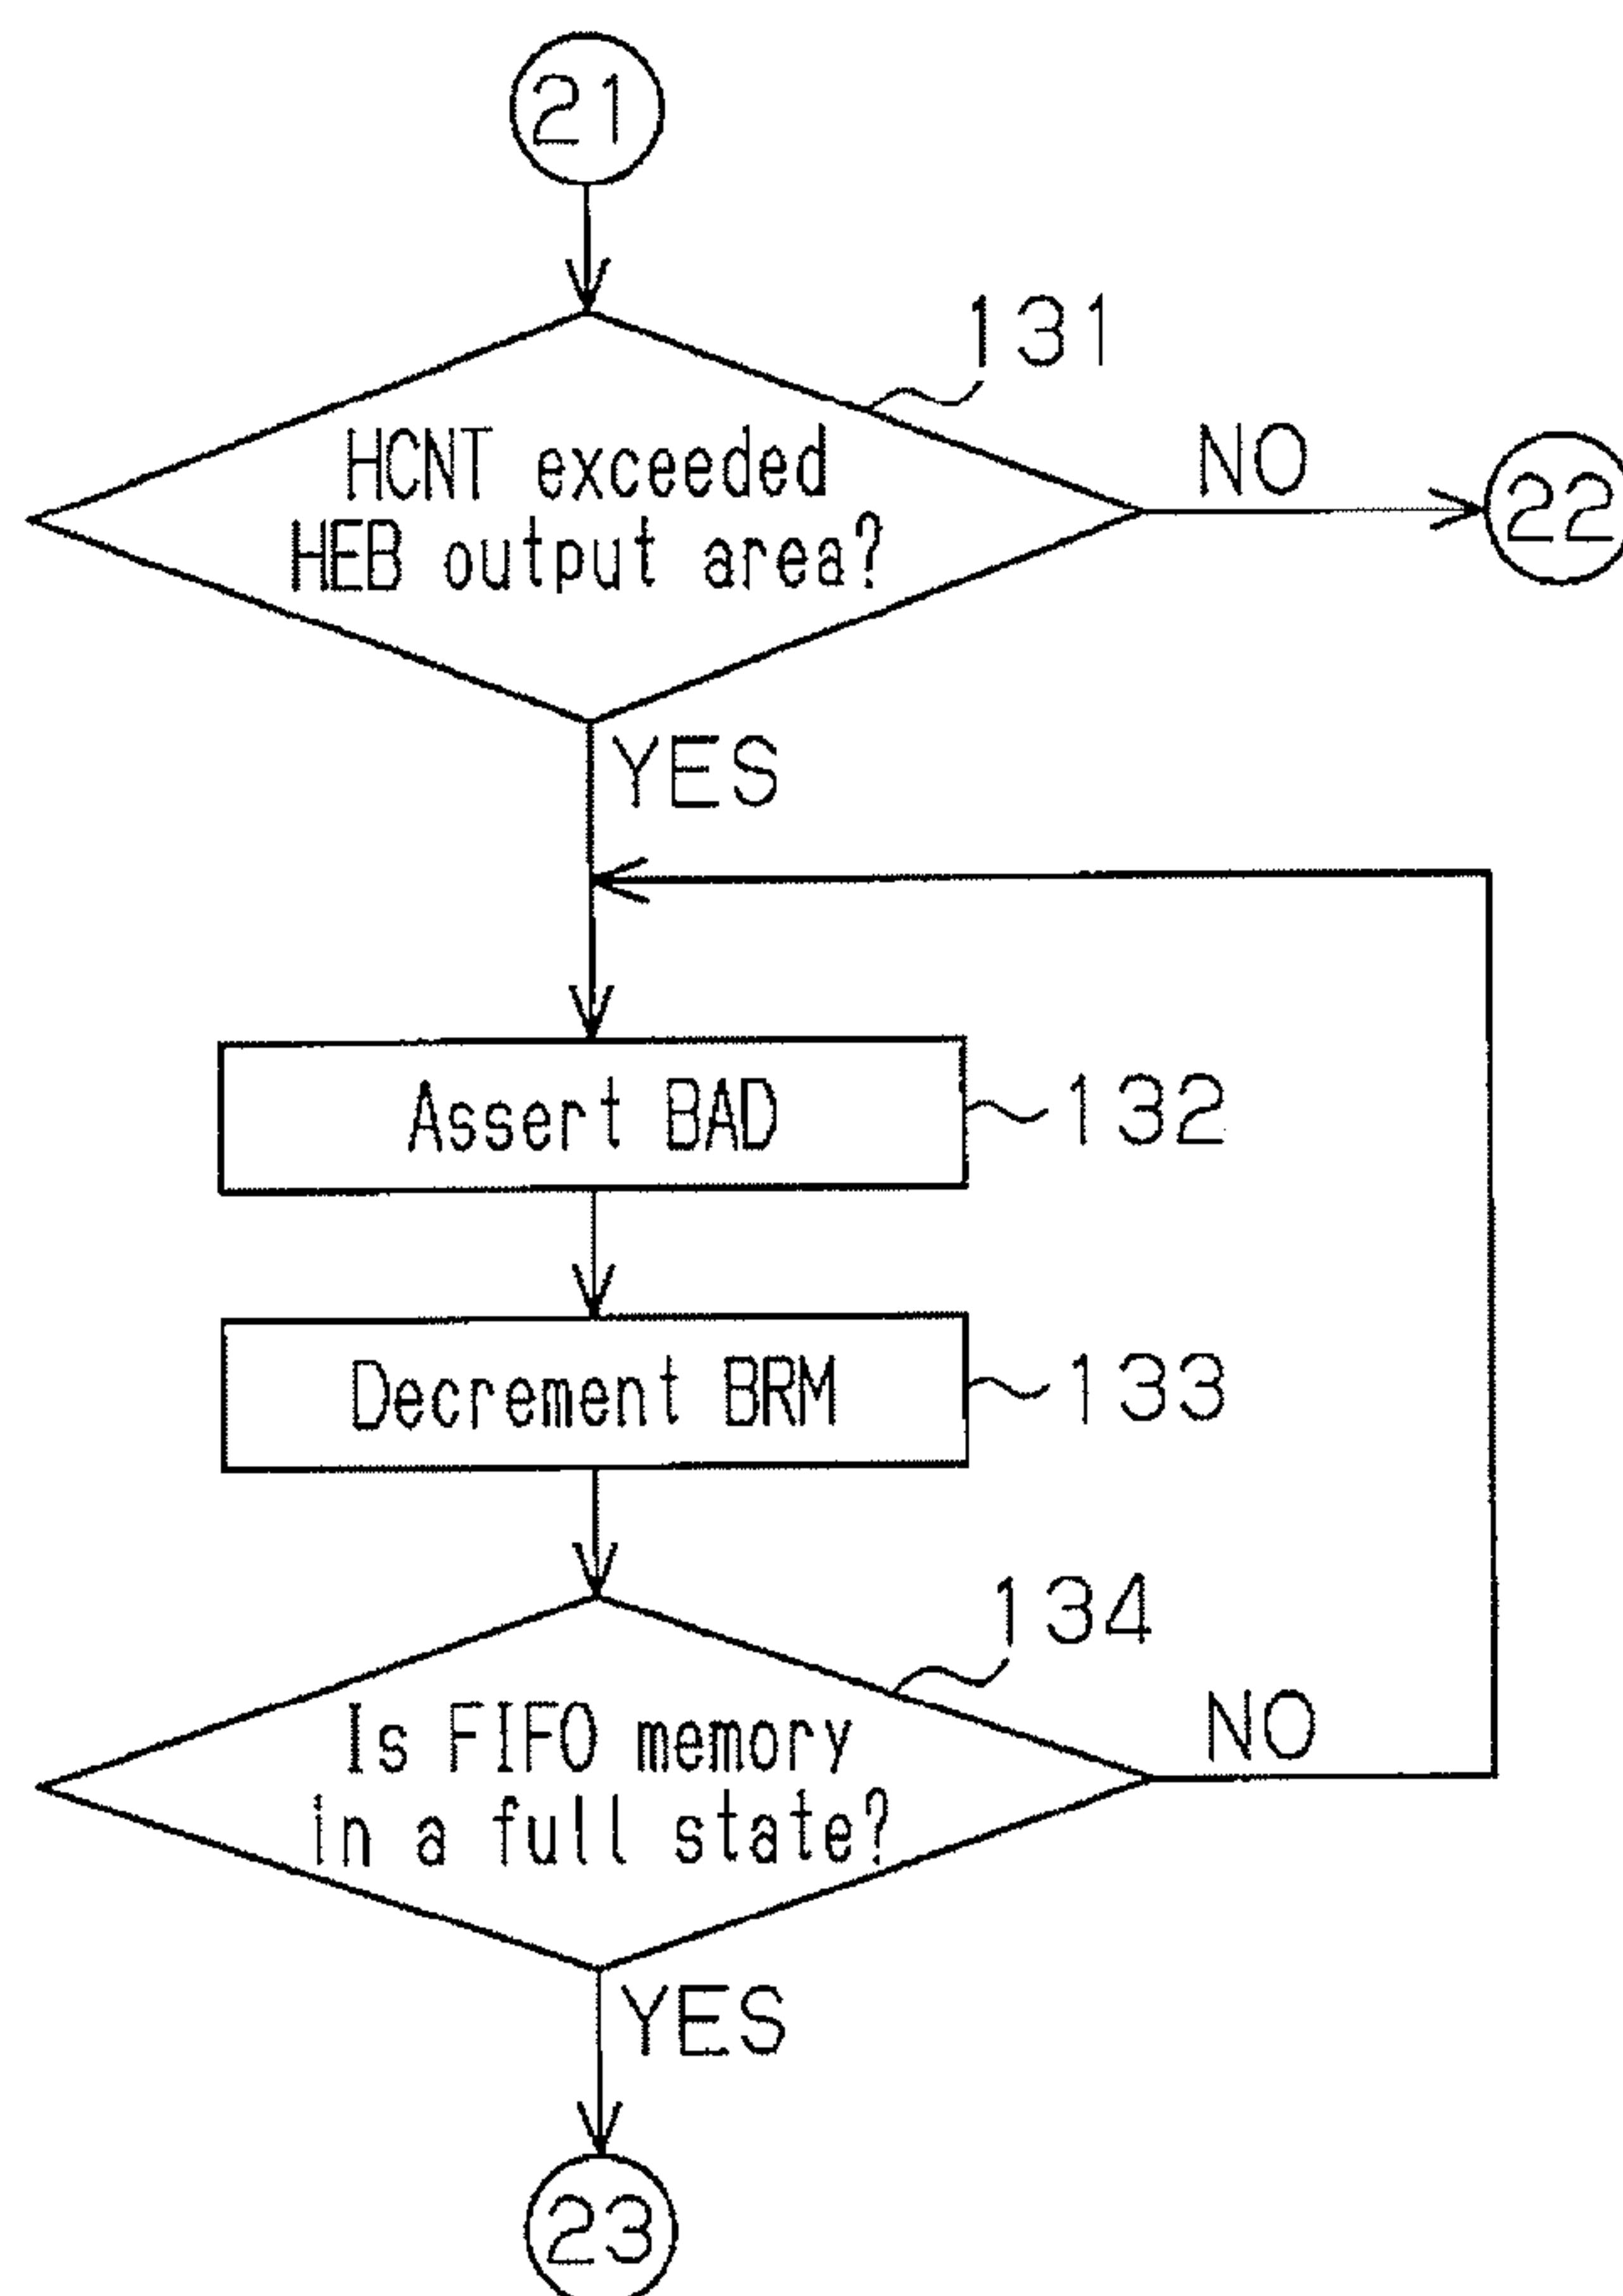 21
131
HCNT exceeded
HEB output area?
NO
22
YES
Assert BAD
132
Decrement BRM
133
134
Is FIFO memory
in a full state?
NO
YES
23